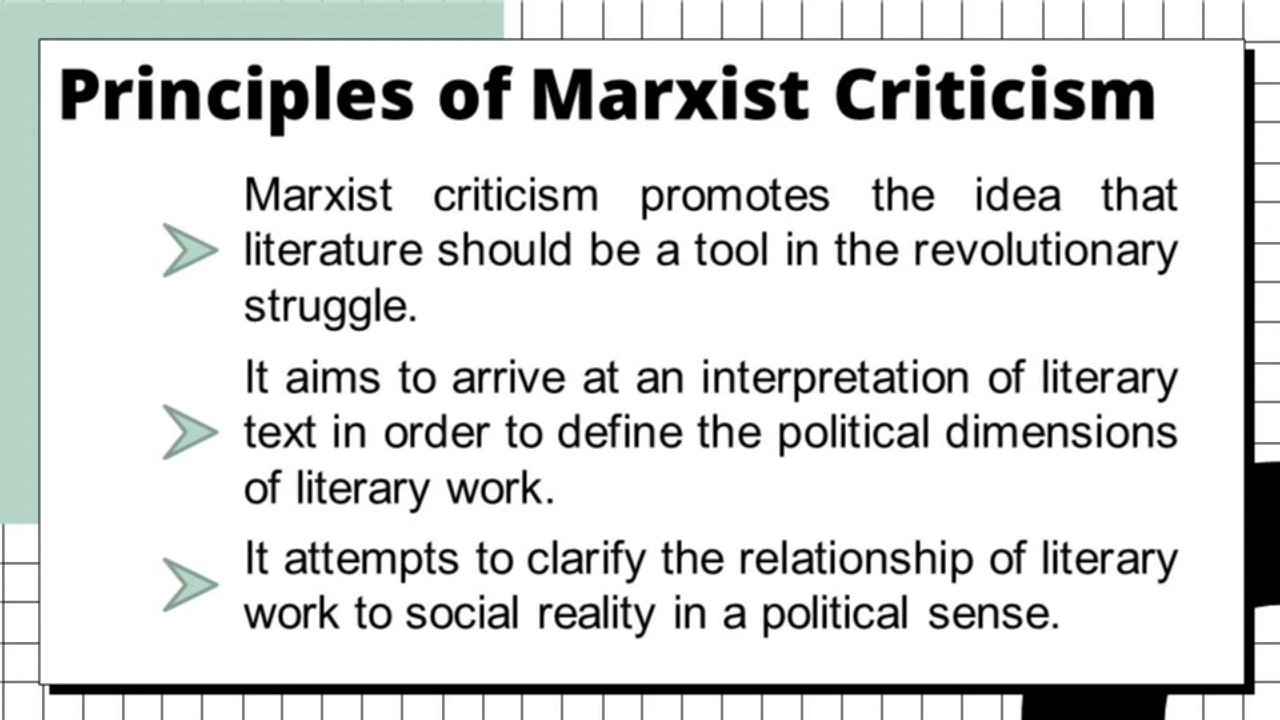 Principles of Marxist Criticism
Marxist criticism promotes the idea that
literature should be a tool in the revolutionary
struggle.
It aims to arrive at an interpretation of literary
text in order to define the political dimensions
of literary work.
It attempts to clarify the relationship of literary
work to social reality in a political sense.